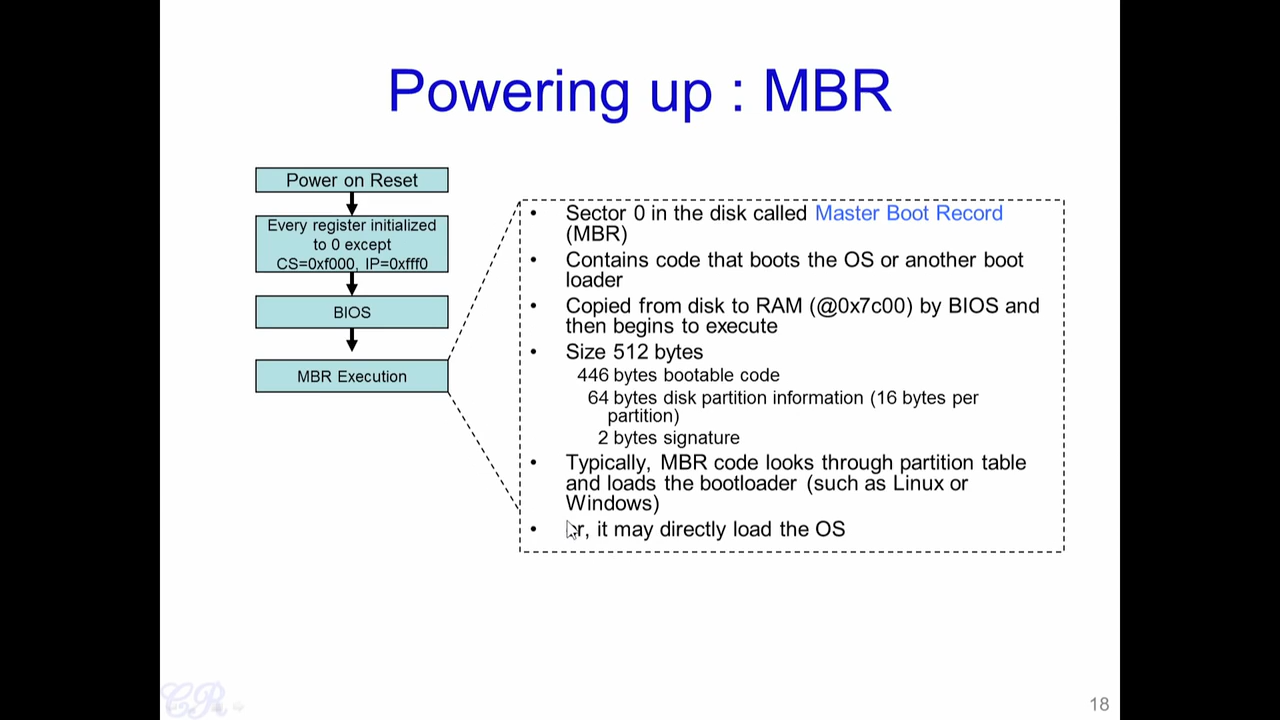 Powering up : MBR
Power on Reset
Every register initialized
to 0 except
CS=0xf000, IP=0xfff0
BIOS
MBR Execution
• Sector 0 in the disk called Master Boot Record
(MBR)
• Contains code that boots the OS or another boot
loader
• Copied from disk to RAM (@0x7c00) by BIOS and
then begins to execute
• Size 512 bytes
446 bytes bootable code
64 bytes disk partition information (16 bytes per
partition)
2 bytes signature
• Typically, MBR code looks through partition table
and loads the bootloader (such as Linux or
Windows)
• r, it may directly load the OS
CR
18